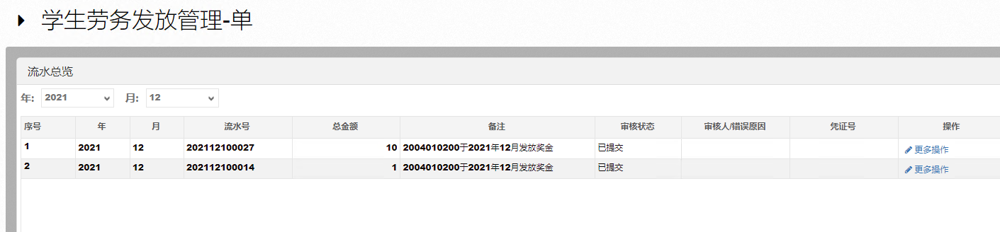 学生劳务发放管理-单
流水总览
年: 2021 月: 12
序号 年 月 流水号 总金额 备注 审核状态 审核人/错误原因 凭证号 操作
1 2021 12 202112100027 10 2004010200于2021年12月发放奖金 已提交 更多操作
2 2021 12 202112100014 1 2004010200于2021年12月发放奖金 已提交 更多操作